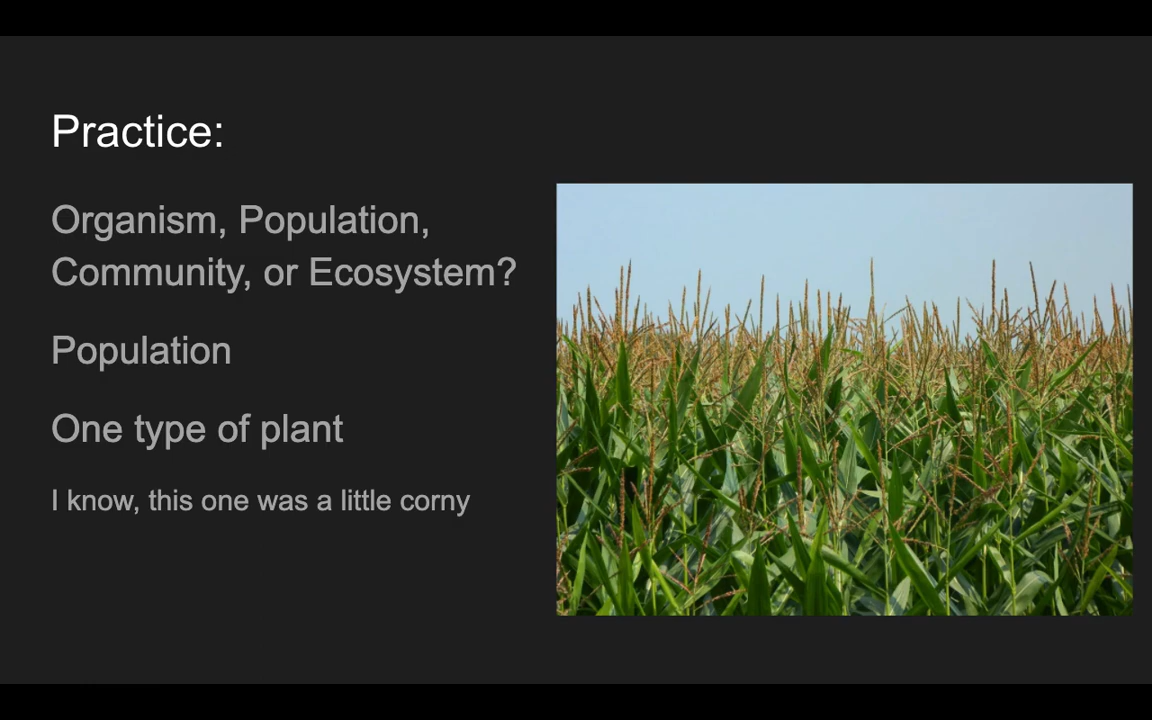 Practice:
Organism, Population,
Community, or Ecosystem?
Population
One type of plant
I know, this one was a little corny